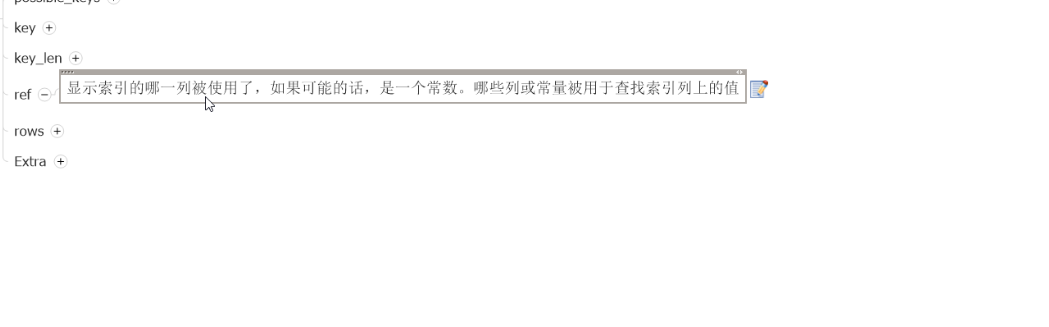 possible_keys
key
key_len
显示索引的哪一列被使用了，如果可能的话，是一个常数。哪些列或常量被用于查找索引列上的值
ref
rows
Extra